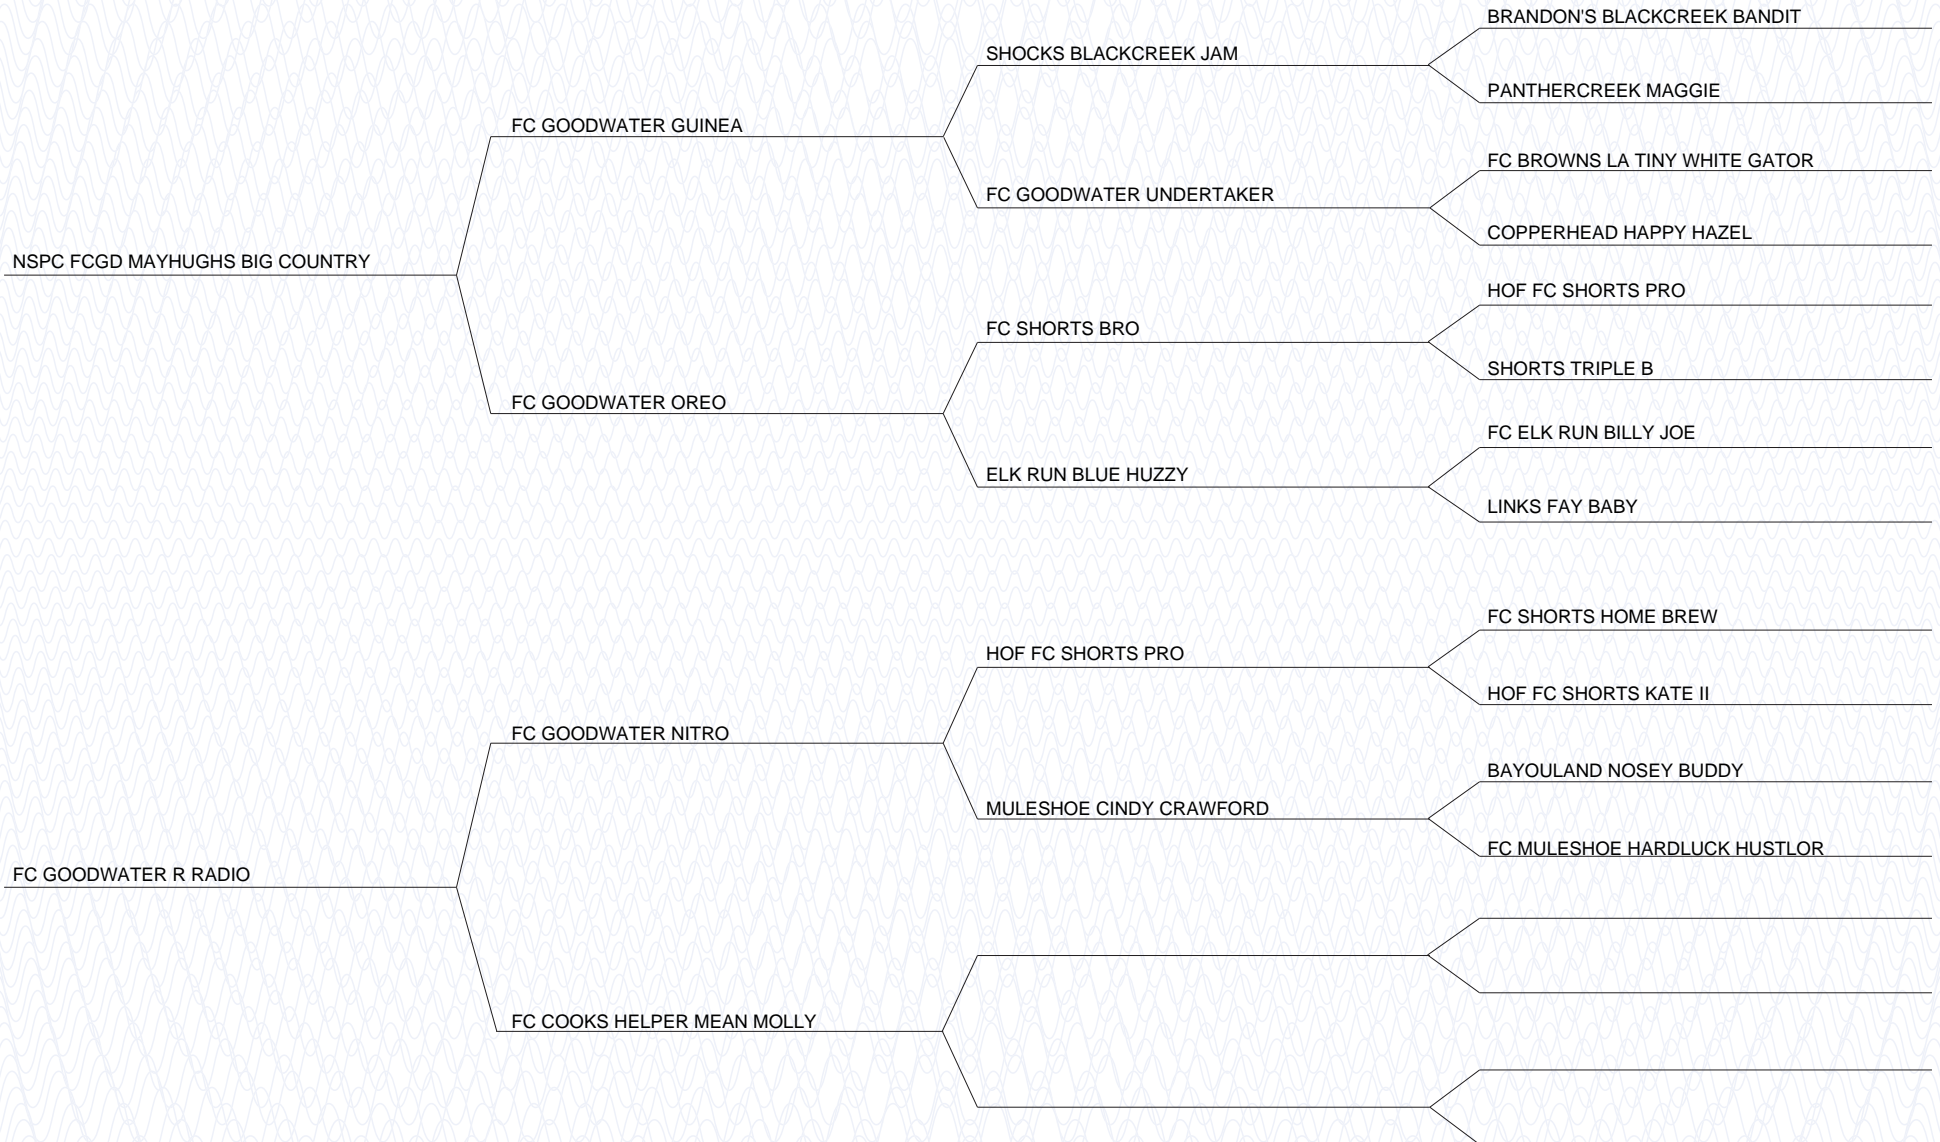 BRANDON'S BLACKCREEK BANDIT
SHOCKS BLACKCREEK JAM
PANTHERCREEK MAGGIE
FC GOODWATER GUINEA
FC BROWNS LA TINY WHITE GATOR
FC GOODWATER UNDERTAKER
COPPERHEAD HAPPY HAZEL
NSPC FCGD MAYHUGHS BIG COUNTRY
HOF FC SHORTS PRO
FC SHORTS BRO
SHORTS TRIPLE B
FC GOODWATER OREO
FC ELK RUN BILLY JOE
ELK RUN BLUE HUZZY
LINKS FAY BABY
FC SHORTS HOME BREW
HOF FC SHORTS PRO
HOF FC SHORTS KATE II
FC GOODWATER NITRO
BAYOULAND NOSEY BUDDY
MULESHOE CINDY CRAWFORD
FC MULESHOE HARDLUCK HUSTLOR
FC GOODWATER R RADIO
FC COOKS HELPER MEAN MOLLY